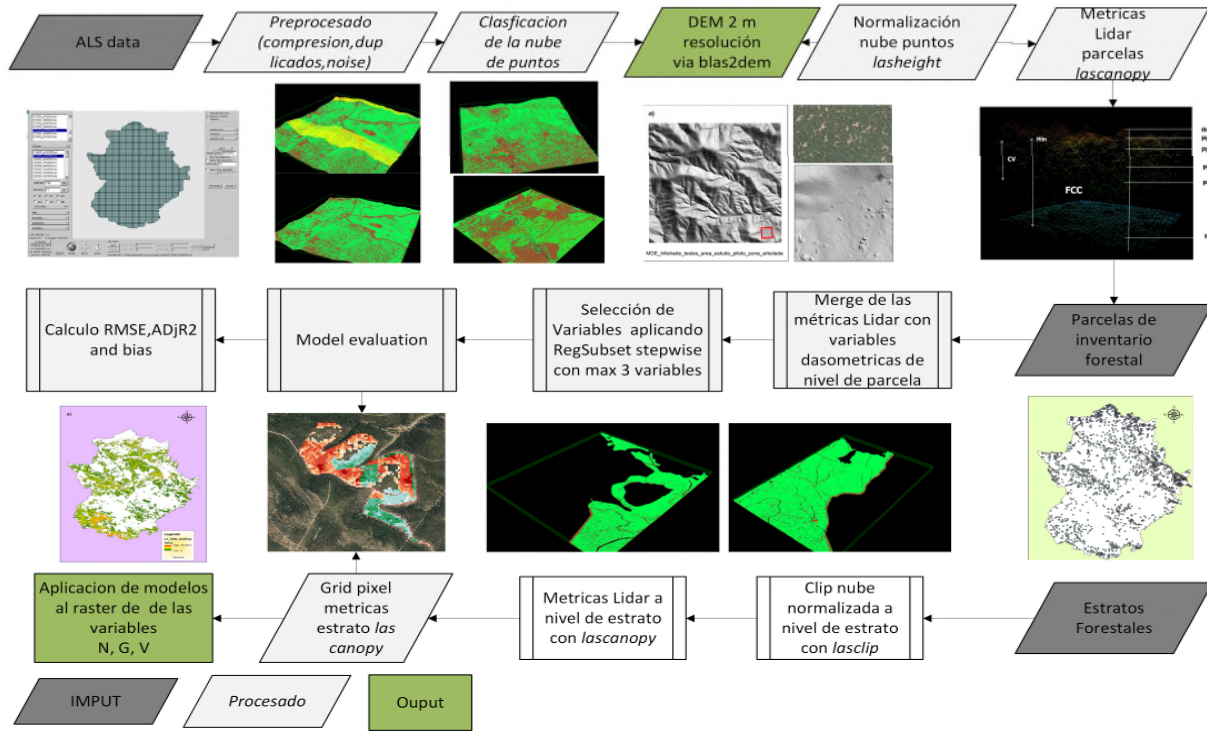 ALS data
Preprocesado
(compresion,dup
licados,noise)
Clasficacion
de la nube
de puntos
DEM 2 m
resolución
via blas2dem
Normalización
nube puntos
lasheight
Metricas
Lidar
parcelas
lascanopy
a)
MDE_hillshade_testeo_area_estudio_piloto_zona_arbolada
Hm
CV
FCC
Calculo RMSE,ADjR2
and bias
Model evaluation
Selección de
Variables aplicando
RegSubset stepwise
con max 3 variables
Merge de las
métricas Lidar con
variables
dasometricas de
nivel de parcela
Parcelas de
inventario
forestal
Legenda
Aplicacion de modelos
al raster de de las
variables
N, G, V
Grid pixel
metricas
estrato las
canopy
Metricas Lidar a
nivel de estrato
con lascanopy
Clip nube
normalizada a
nivel de estrato
con lasclip
Estratos
Forestales
IMPUT
Procesado
Ouput